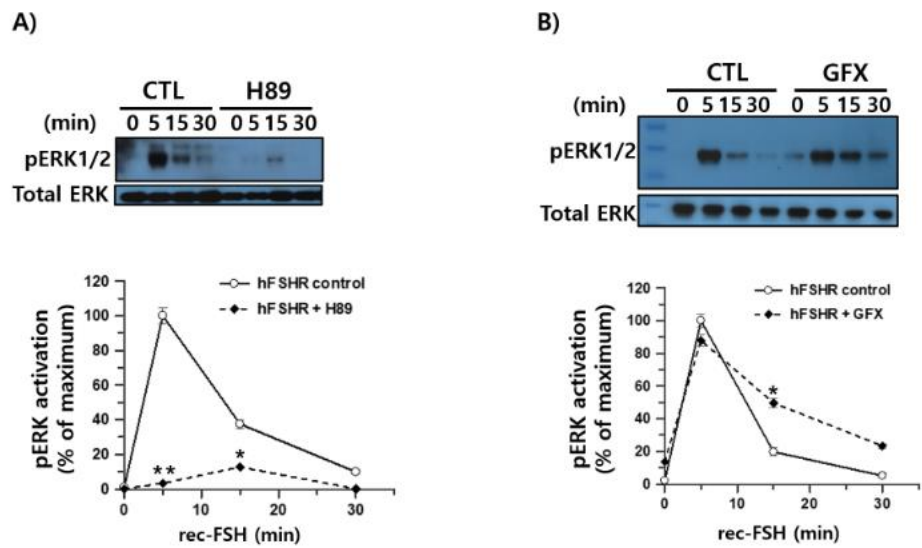 A)
CTL H89
(min) 0 5 15 30 0 5 15 30
pERK1/2
Total ERK
pERK activation
(% of maximum)
120
100
80
60
40
20
0
hFSHR control
hFSHR + H89
**
*
0 10 20 30
rec-FSH (min)
B)
CTL GFX
(min) 0 5 15 30 0 5 15 30
pERK1/2
Total ERK
pERK activation
(% of maximum)
120
100
80
60
40
20
0
hFSHR control
hFSHR + GFX
*
0 10 20 30
rec-FSH (min)